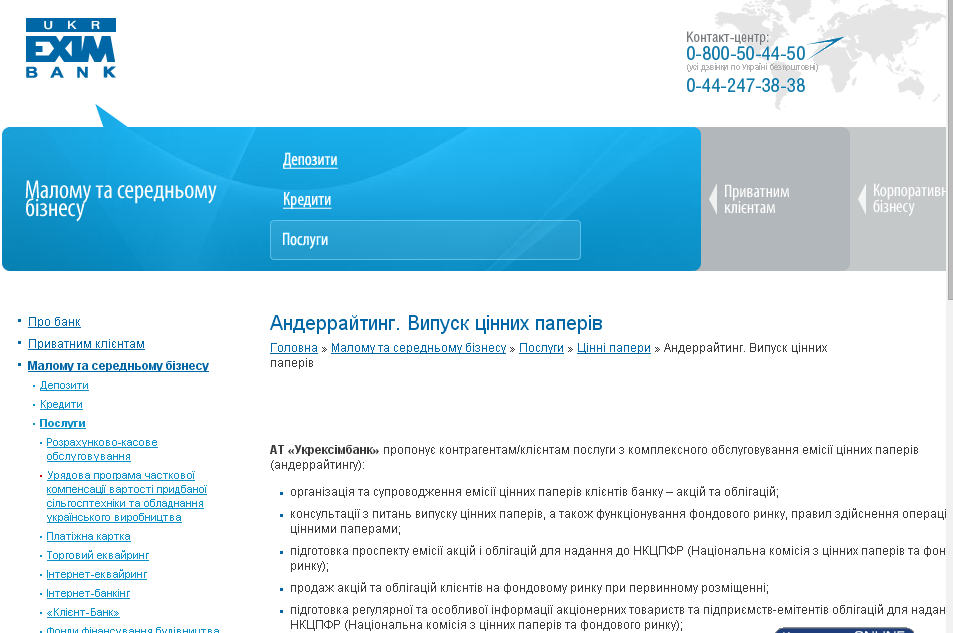 UKR
EXIM
BANK
Контакт-центр:
0-800-50-44-50
(усі дзвінки по Україні безкоштовні)
0-44-247-38-38
Малому та середньому
бізнесу
Депозити
Кредити
Послуги
Приватним
клієнтам
бізнесу
Про банк
Приватним клієнтам
Малому та середньому бізнесу
Депозити
Кредити
Послуги
Розрахунково-касове
обслуговування
Урядова програма часткової
компенсації вартості придбаної
сільгосптехніки та обладнання
українського виробництва
Платіжна картка
Торговий еквайринг
Інтернет-еквайринг
Інтернет-банкінг
«Клієнт-Банк»
Фонди фінансування будівництва
Андеррайтинг. Випуск цінних паперів
Головна » Малому та середньому бізнесу » Послуги » Цінні папери » Андеррайтинг. Випуск цінних
паперів
АТ «Укрексімбанк» пропонує контрагентам/клієнтам послуги з комплексного обслуговування емісії цінних паперів
(андеррайтингу):
організація та супроводження емісії цінних паперів клієнтів банку – акцій та облігацій;
консультації з питань випуску цінних паперів, а також функціонування фондового ринку, правил здійснення операці
цінними паперами;
підготовка проспекту емісії акцій і облігацій для надання до НКЦПФР (Національна комісія з цінних паперів та фон
ринку);
продаж акцій та облігацій клієнтів на фондовому ринку при первинному розміщенні;
підготовка регулярної та особливої інформації акціонерних товариств та підприємств-емітентів облігацій для надан
НКЦПФР (Національна комісія з цінних паперів та фондового ринку);